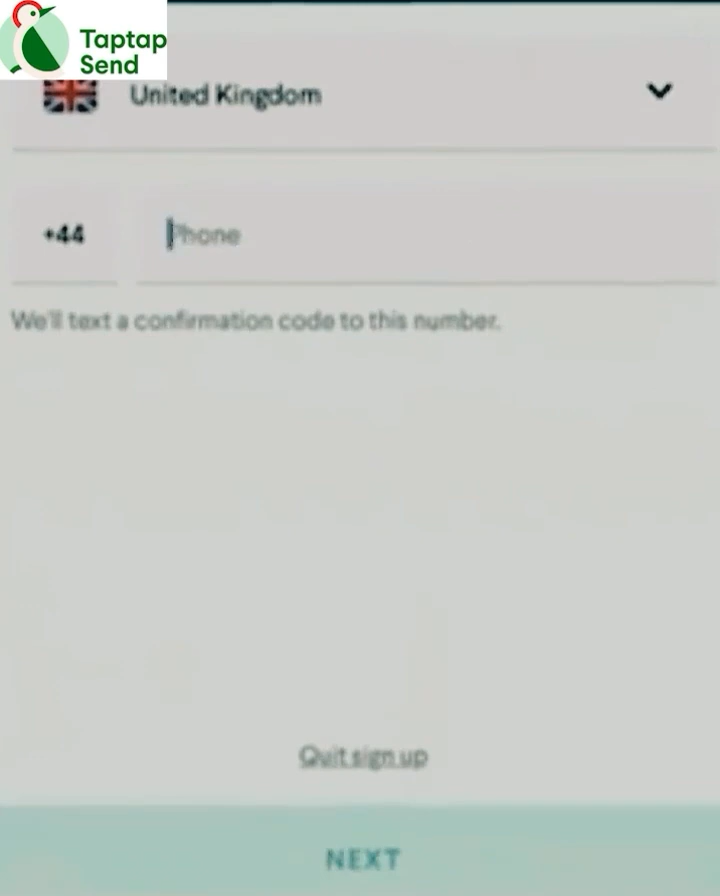 Taptap
Send
United Kingdom
+44
Phone
We'll text a confirmation code to this number.
Quit sign up
NEXT